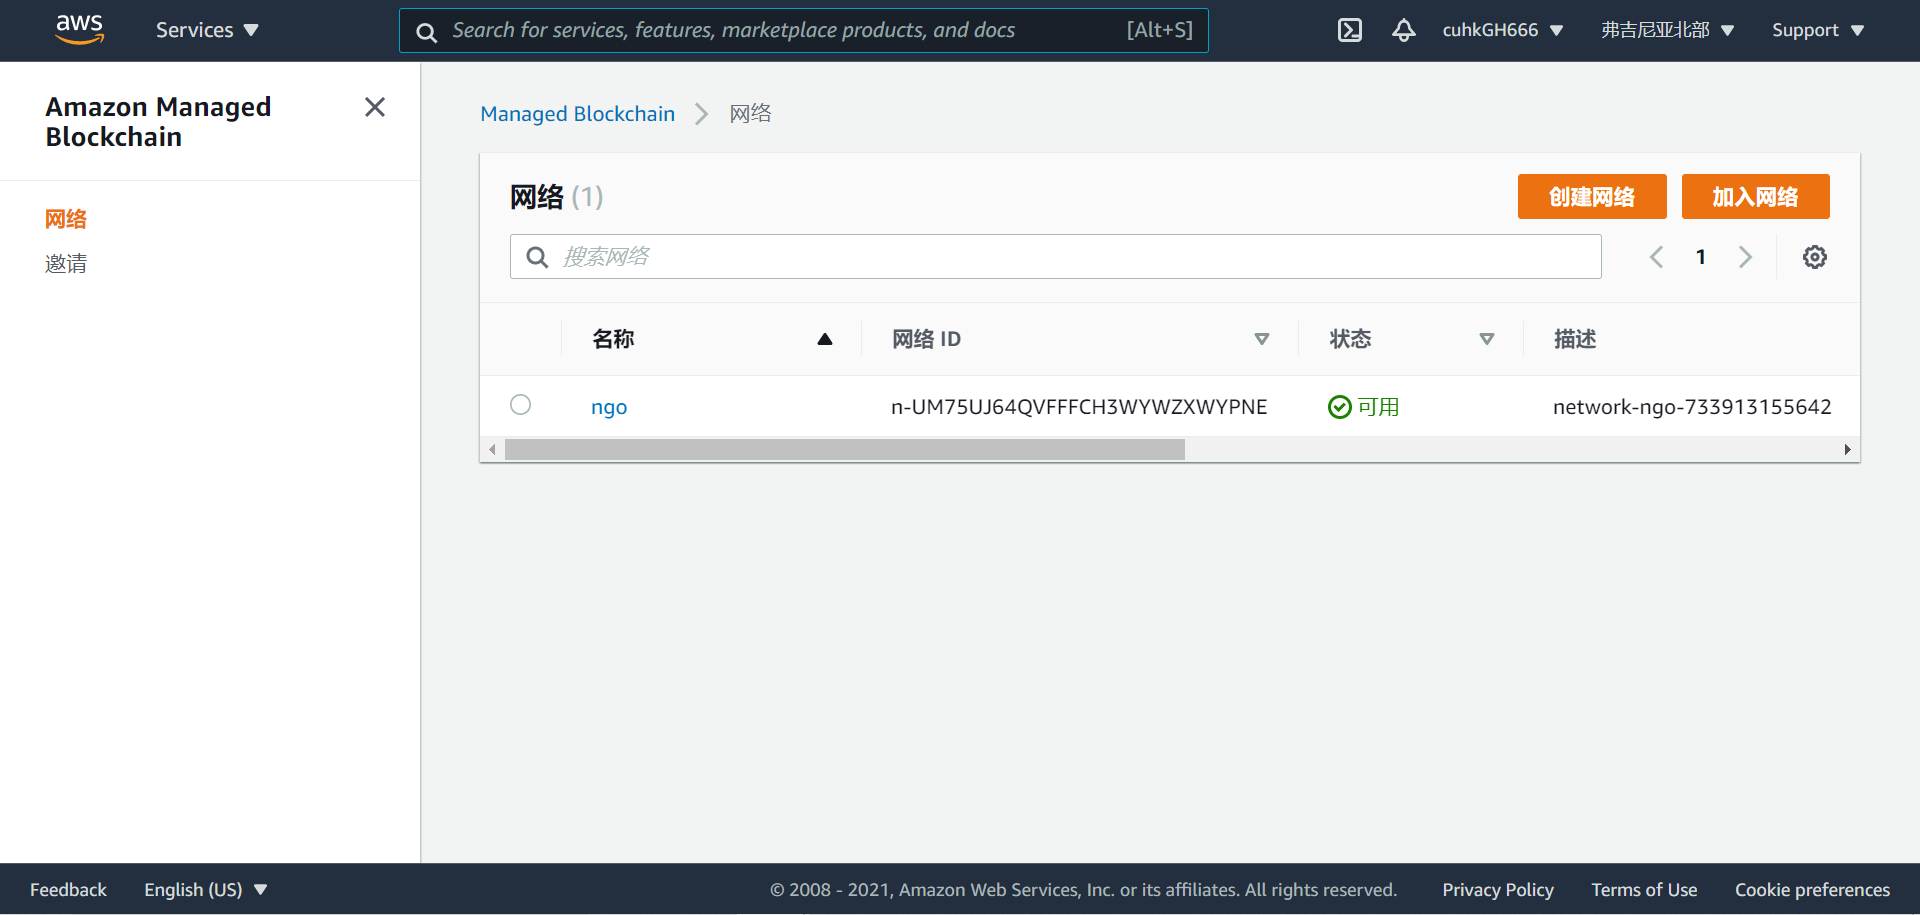 aws
Services
Search for services, features, marketplace products, and docs
[Alt+S]
cuhkGH666
弗吉尼亚北部
Support
Amazon Managed
Blockchain
网络
邀请
Managed Blockchain
网络
网络 (1)
创建网络
加入网络
搜索网络
1
名称
网络 ID
状态
描述
ngo
n-UM75UJ64QVFFFCH3WYWZXWYPNE
可用
network-ngo-733913155642
Feedback
English (US)
© 2008 - 2021, Amazon Web Services, Inc. or its affiliates. All rights reserved.
Privacy Policy
Terms of Use
Cookie preferences